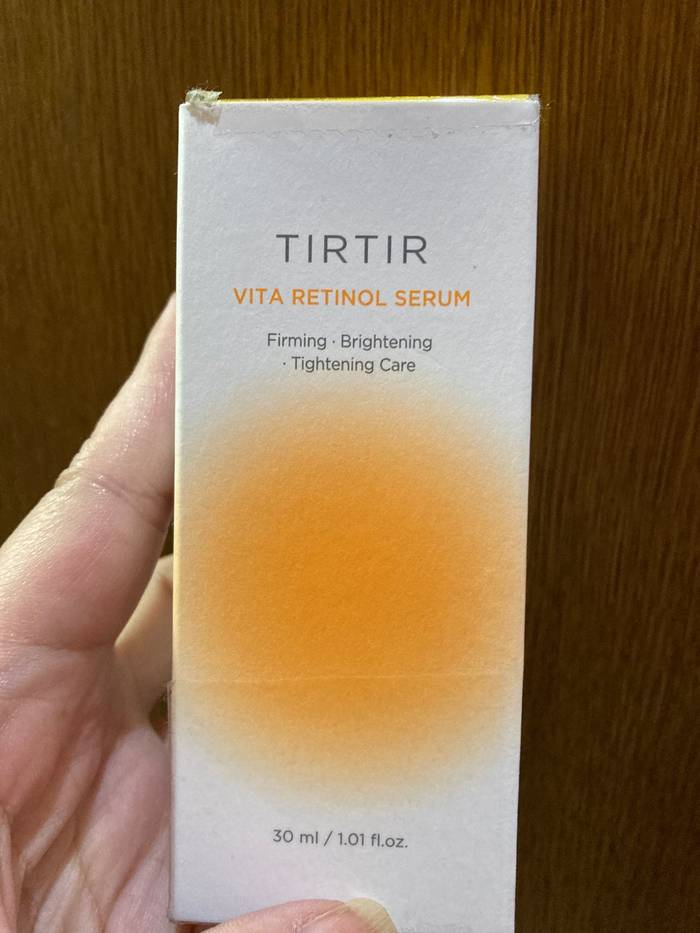 TIRTIR
VITA RETINOL SERUM
Firming · Brightening
· Tightening Care
30 ml / 1.01 fl.oz.